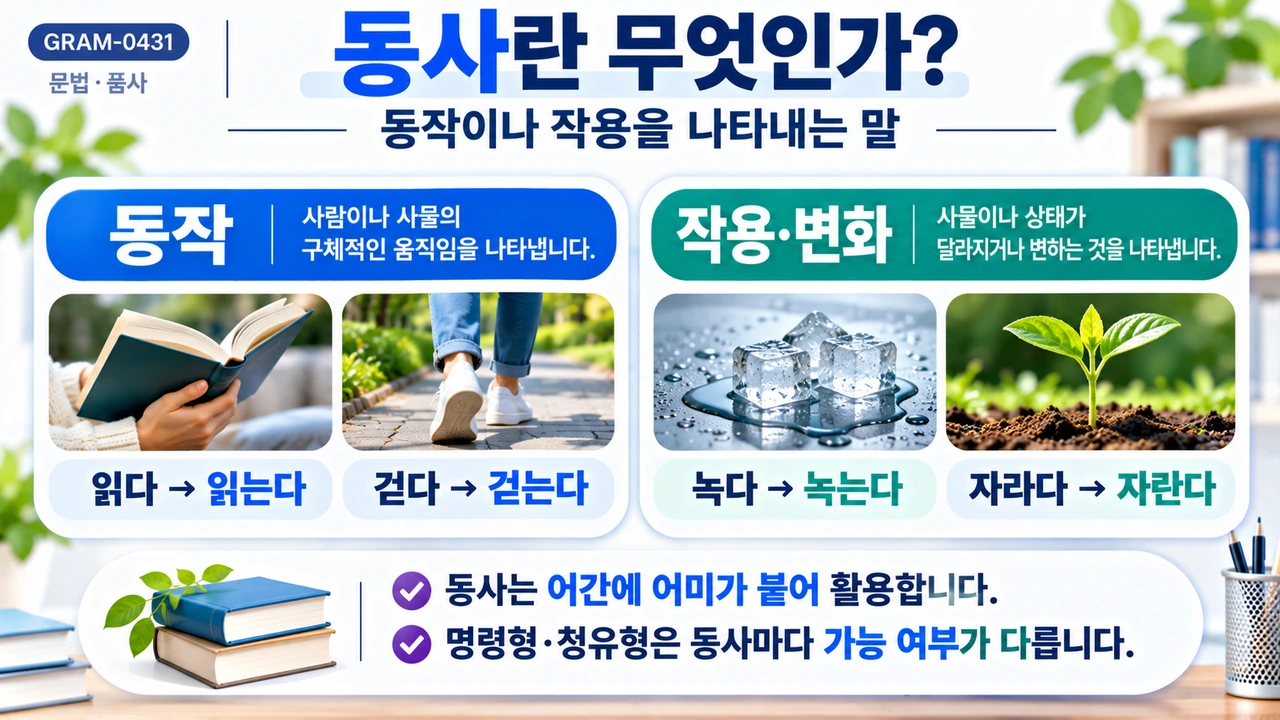 GRAM-0431
문법·품사
동사란 무엇인가?
동작이나 작용을 나타내는 말
동작
사람이나 사물의
구체적인 움직임을 나타냅니다.
작용·변화
사물이나 상태가
달라지거나 변하는 것을 나타냅니다.
읽다 → 읽는다
걷다 → 걷는다
녹다 → 녹는다
자라다 → 자란다
동사는 어간에 어미가 붙어 활용합니다.
명령형·청유형은 동사마다 가능 여부가 다릅니다.